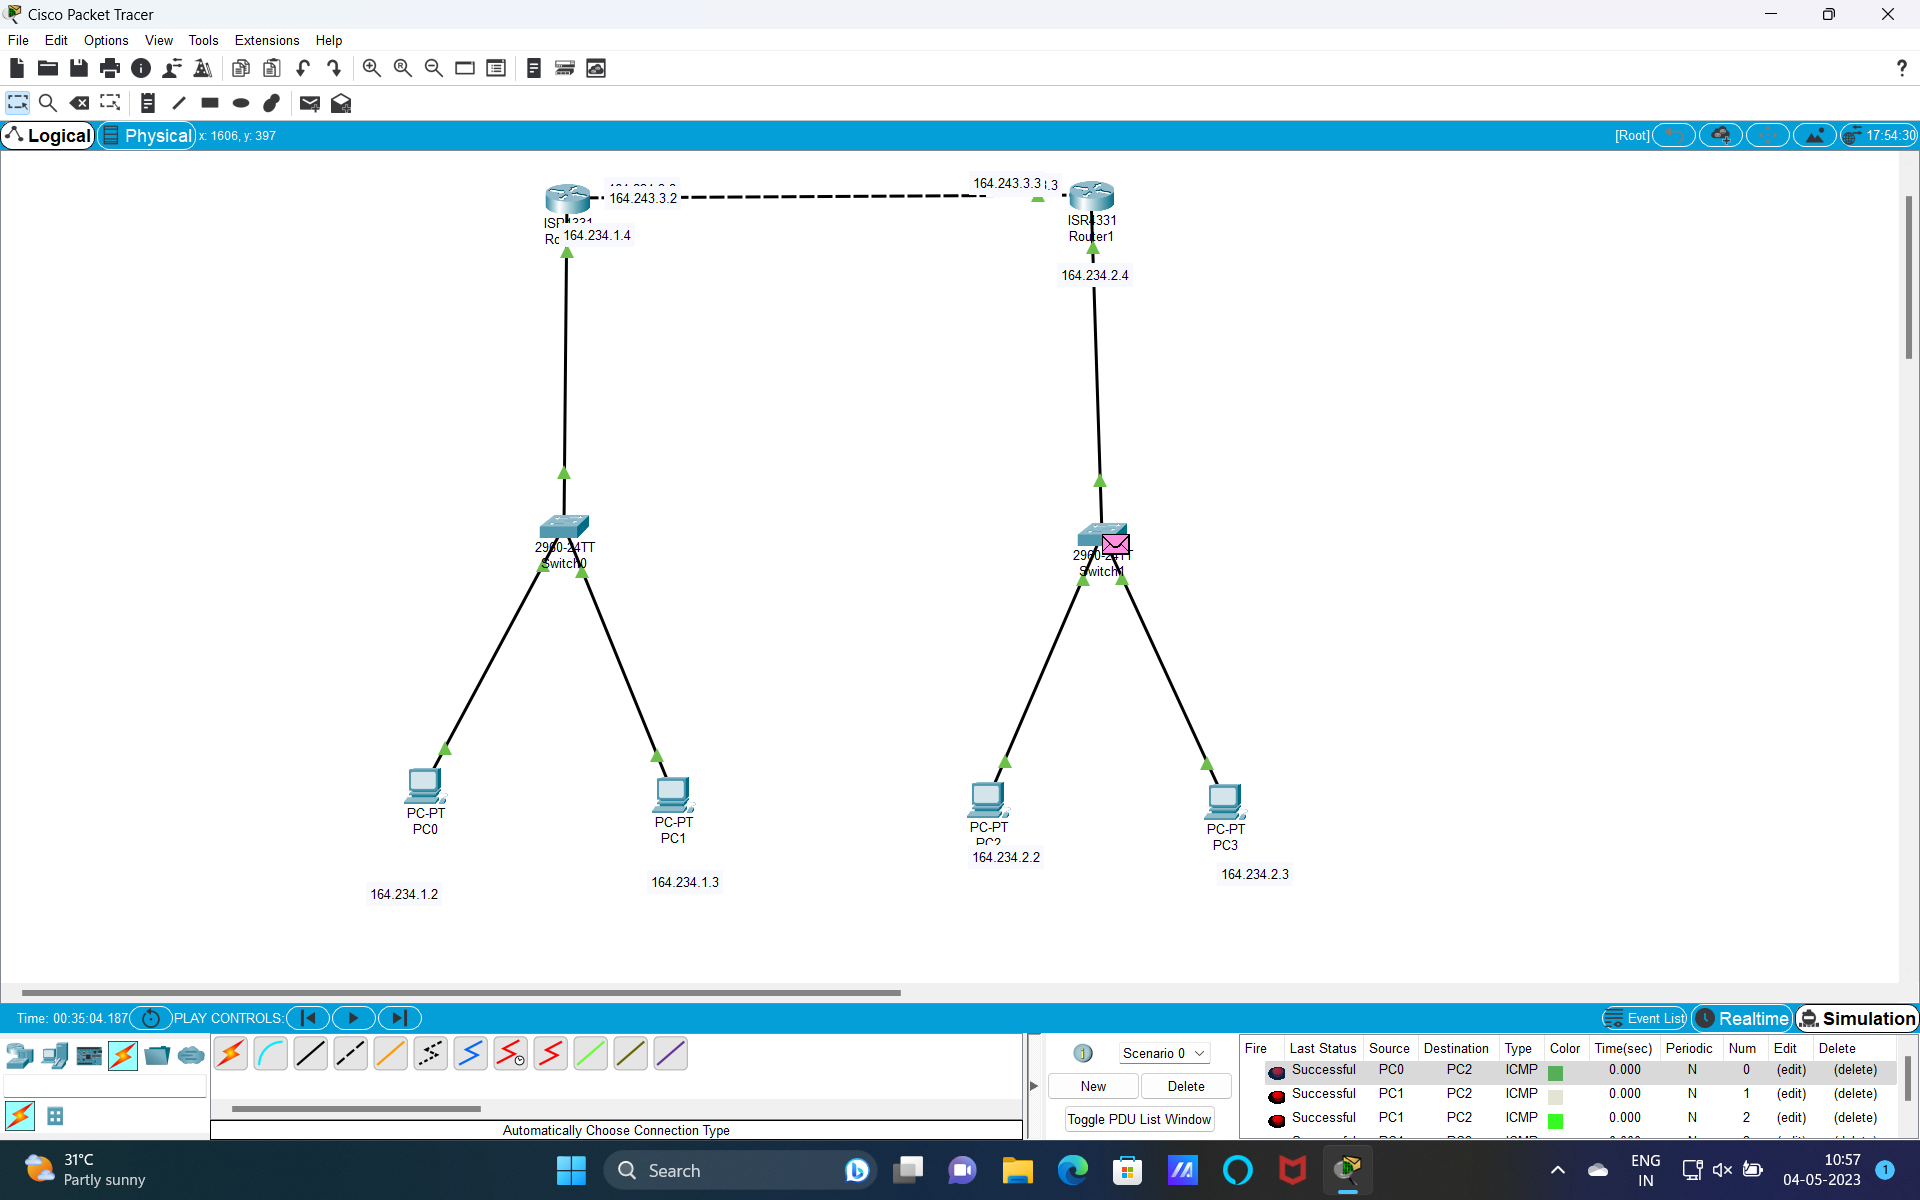 Cisco Packet Tracer
File Edit Options View Tools Extensions Help
?
Logical Physical x: 1606, y: 397 [Root] 17:54:30
164.243.3.2
164.243.3.3 .3
ISR4331
164.234.1.4
ISR4331
Router1
164.234.2.4
2960-24TT
Switch0
2960-24TT
Switch1
PC-PT
PC0
PC-PT
PC1
PC-PT
PC2
PC-PT
PC3
164.234.1.2
164.234.1.3
164.234.2.2
164.234.2.3
Time: 00:35:04.187 PLAY CONTROLS: Event List Realtime Simulation
Scenario 0
New Delete
Toggle PDU List Window
Fire Last Status Source Destination Type Color Time(sec) Periodic Num Edit Delete
Successful PC0 PC2 ICMP 0.000 N 0 (edit) (delete)
Successful PC1 PC2 ICMP 0.000 N 1 (edit) (delete)
Successful PC1 PC2 ICMP 0.000 N 2 (edit) (delete)
Automatically Choose Connection Type
31°C
Partly sunny
Search
ENG
IN
10:57
04-05-2023
1